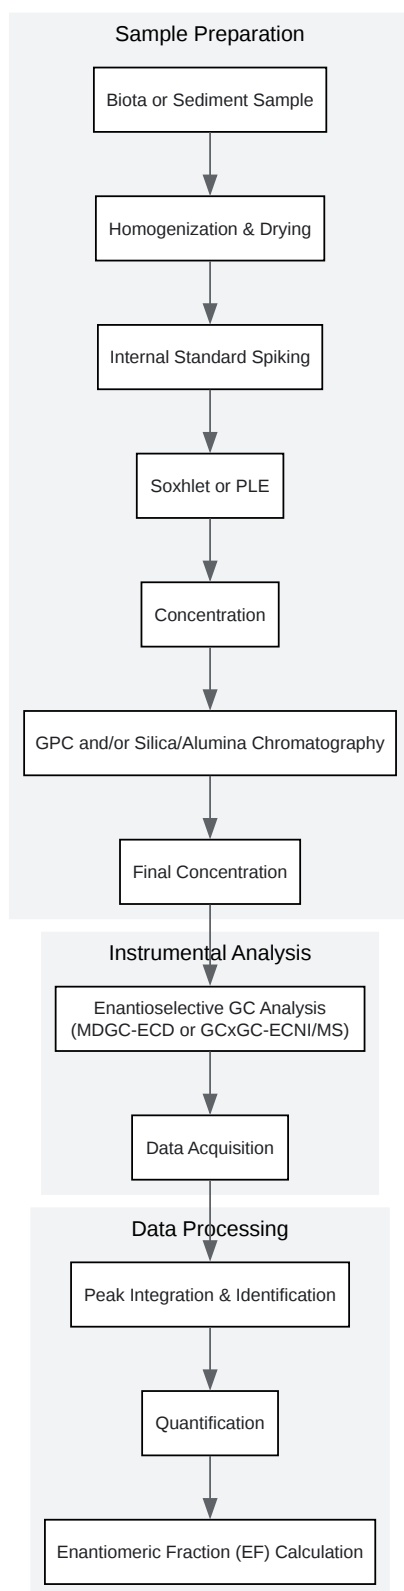 Sample Preparation
Biota or Sediment Sample
Homogenization & Drying
Internal Standard Spiking
Soxhlet or PLE
Concentration
GPC and/or Silica/Alumina Chromatography
Final Concentration
Instrumental Analysis
Enantioselective GC Analysis
(MDGC-ECD or GCxGC-ECNI/MS)
Data Acquisition
Data Processing
Peak Integration & Identification
Quantification
Enantiomeric Fraction (EF) Calculation